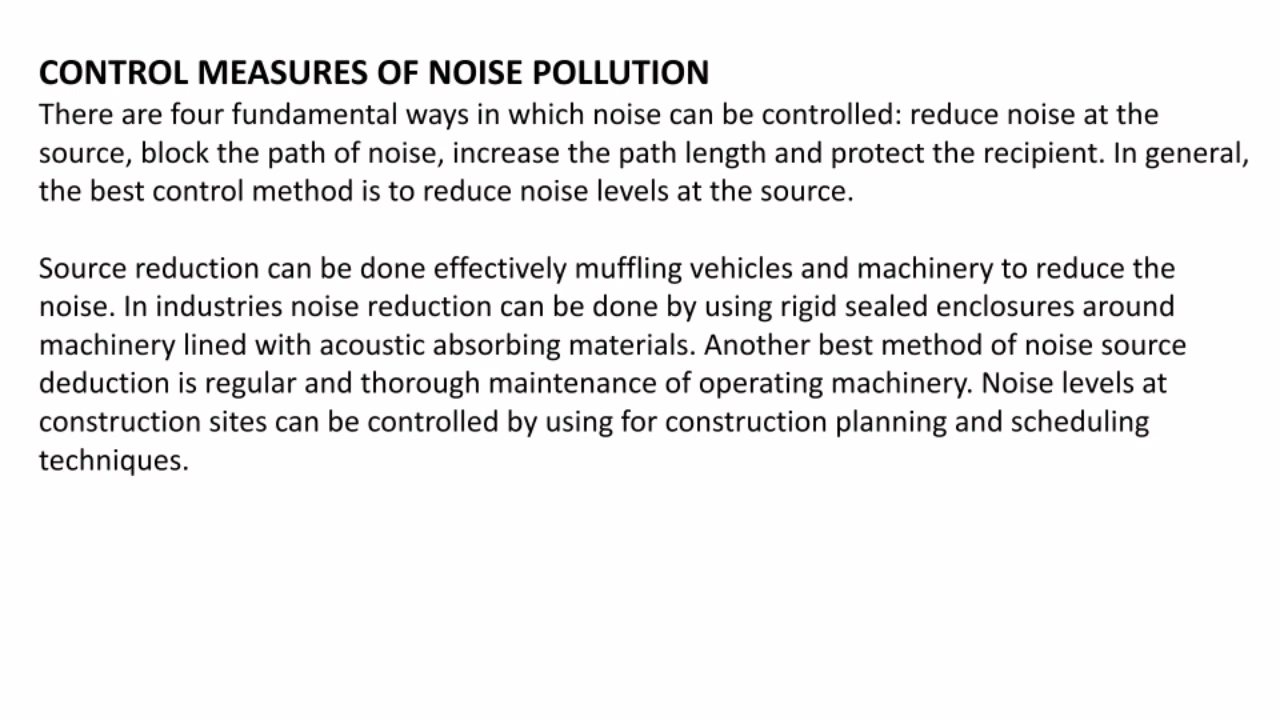 CONTROL MEASURES OF NOISE POLLUTION
There are four fundamental ways in which noise can be controlled: reduce noise at the
source, block the path of noise, increase the path length and protect the recipient. In general,
the best control method is to reduce noise levels at the source.
Source reduction can be done effectively muffling vehicles and machinery to reduce the
noise. In industries noise reduction can be done by using rigid sealed enclosures around
machinery lined with acoustic absorbing materials. Another best method of noise source
deduction is regular and thorough maintenance of operating machinery. Noise levels at
construction sites can be controlled by using for construction planning and scheduling
techniques.